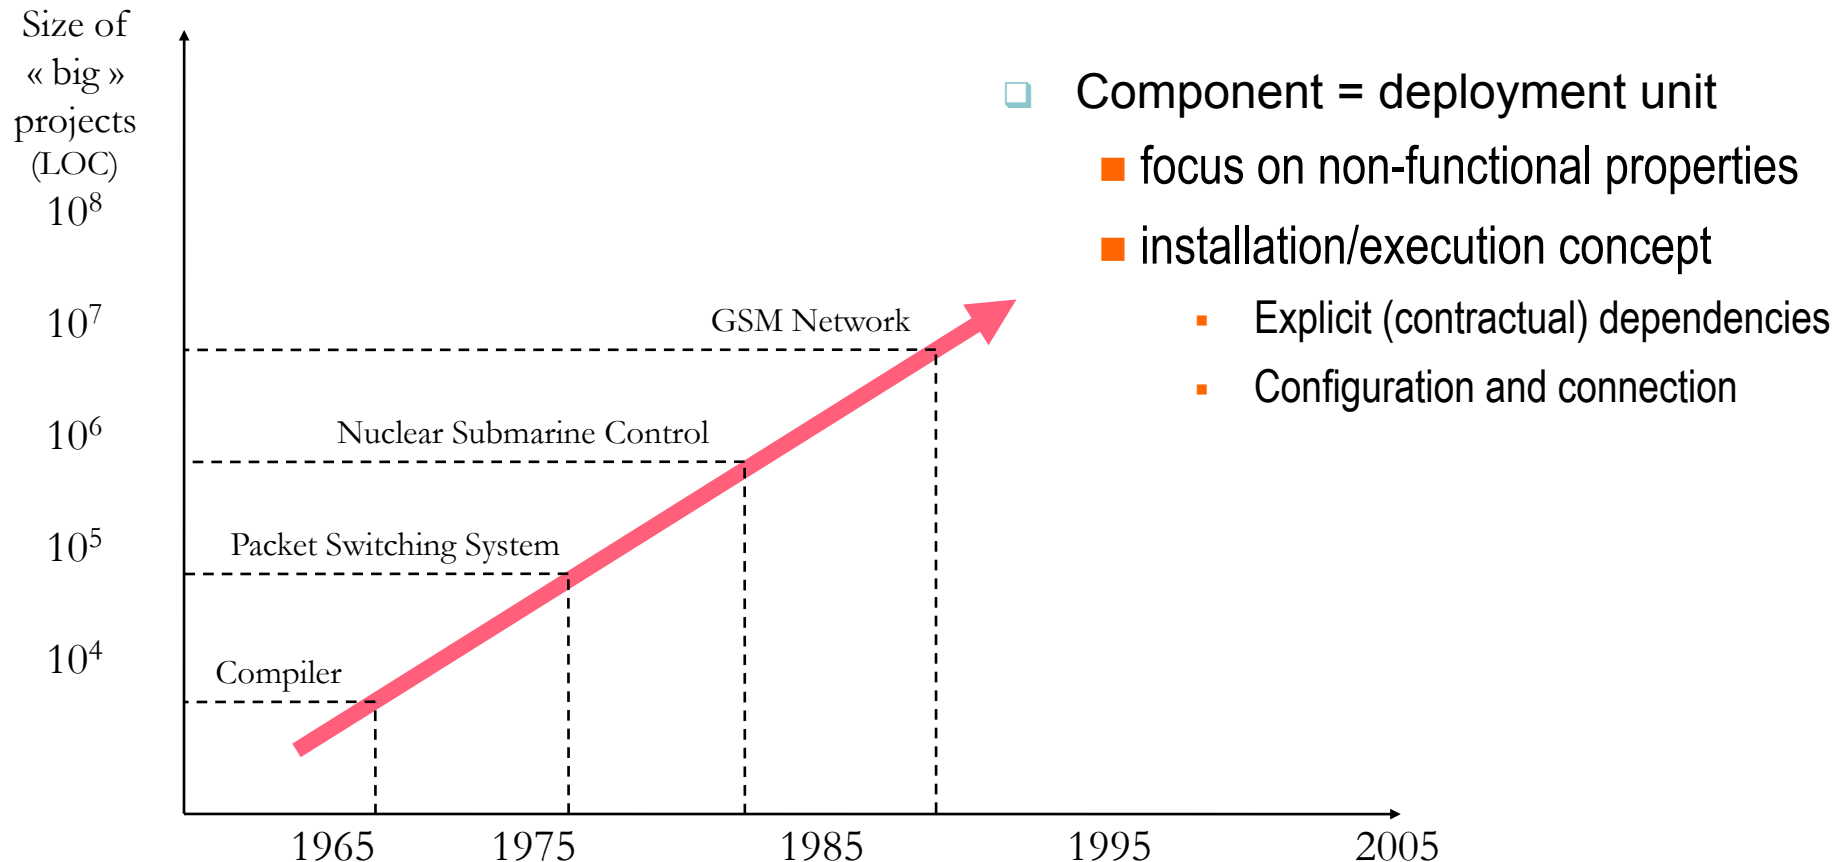 Size of
« big »
projects
(LOC)
10⁸
10⁷
10⁶
10⁵
10⁴
GSM Network
Nuclear Submarine Control
Packet Switching System
Compiler
1965 1975 1985 1995 2005
Component = deployment unit
focus on non-functional properties
installation/execution concept
Explicit (contractual) dependencies
Configuration and connection